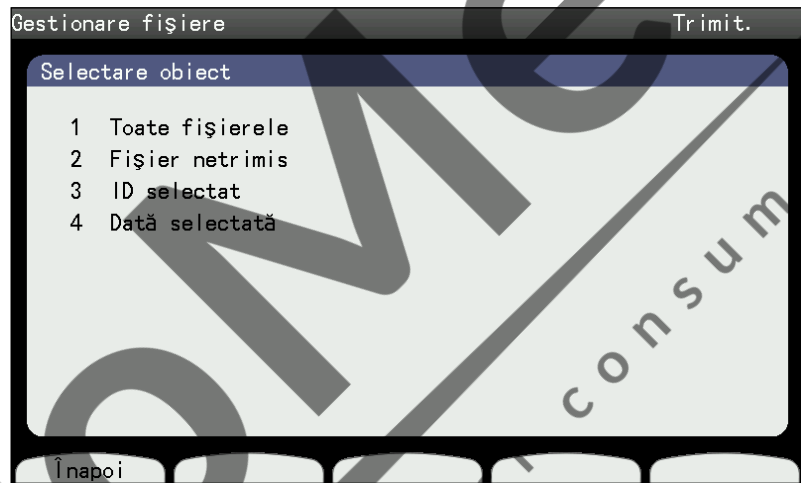 Gestionare fişiere Trimit.
Selectare obiect
1 Toate fişierele
2 Fişier netrimis
3 ID selectat
4 Dată selectată
consum
Înapoi